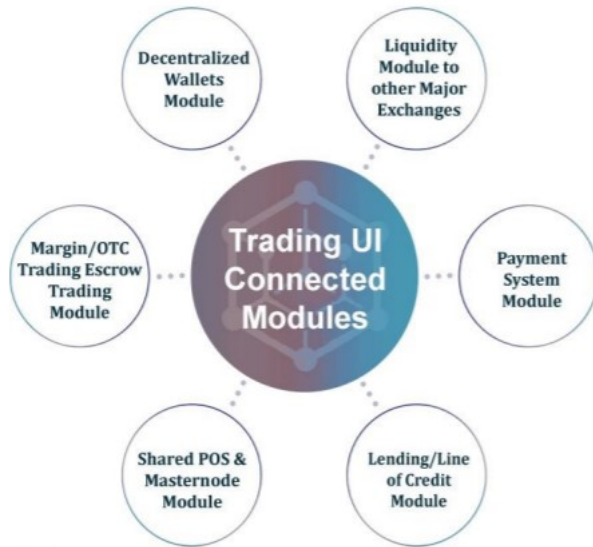 Decentralized
Wallets
Module
Liquidity
Module to
other Major
Exchanges
Margin/OTC
Trading Escrow
Trading
Module
Trading UI
Connected
Modules
Payment
System
Module
Shared POS &
Masternode
Module
Lending/Line
of Credit
Module